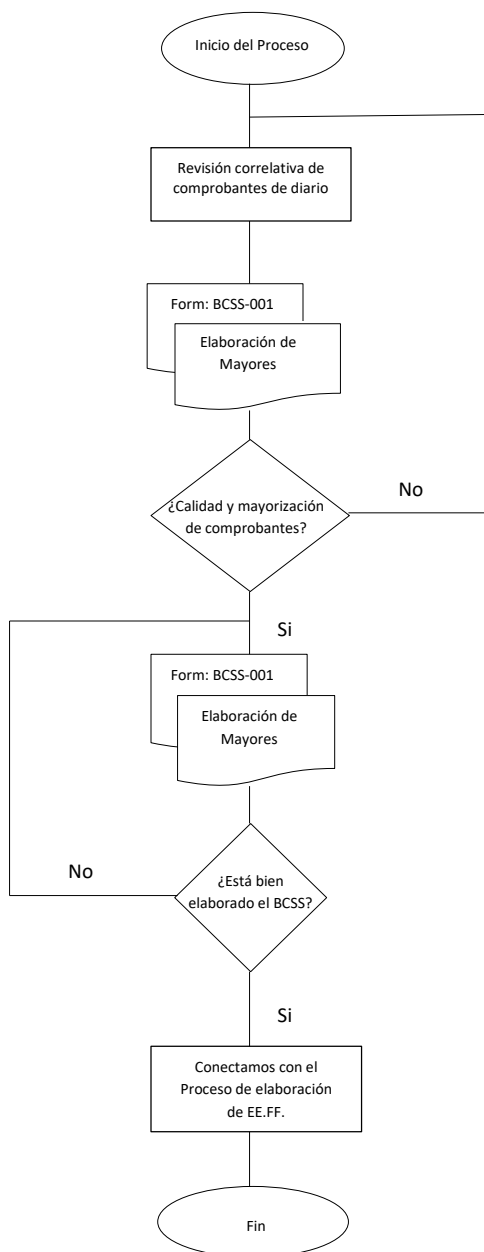 Inicio del Proceso
Revisión correlativa de
comprobantes de diario
Form: BCSS-001
Elaboración de
Mayores
¿Calidad y mayorización
de comprobantes?
No
Si
Form: BCSS-001
Elaboración de
Mayores
No
¿Está bien
elaborado el BCSS?
Si
Conectamos con el
Proceso de elaboración
de EE.FF.
Fin